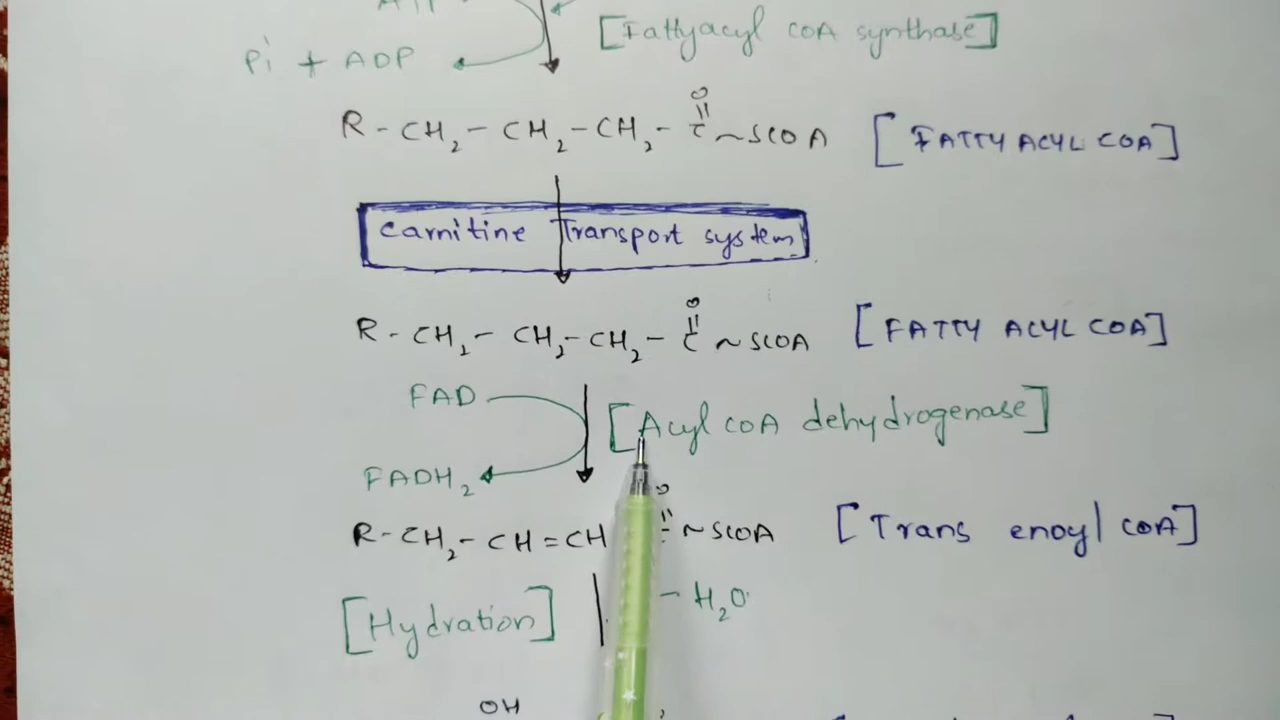 [Fattyacyl COA synthase]
Pi + ADP
R - CH2 - CH2 - CH2 - C ~ SCOA [FATTY ACYL COA]
O
Carnitine Transport system
O
R - CH2 - CH2 - CH2 - C ~ SCOA [FATTY ACYL COA]
FAD
[Acyl COA dehydrogenase]
FADH2
O
R - CH2 - CH = CH ~ SCOA [Trans enoyl COA]
[Hydration] - H2O
OH